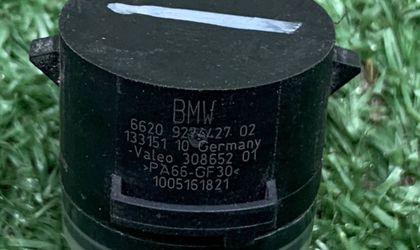 BMW
6620 9274427 02
133151 10 Germany
-Valeo 308652 01
>PA66-GF30<
1005161821